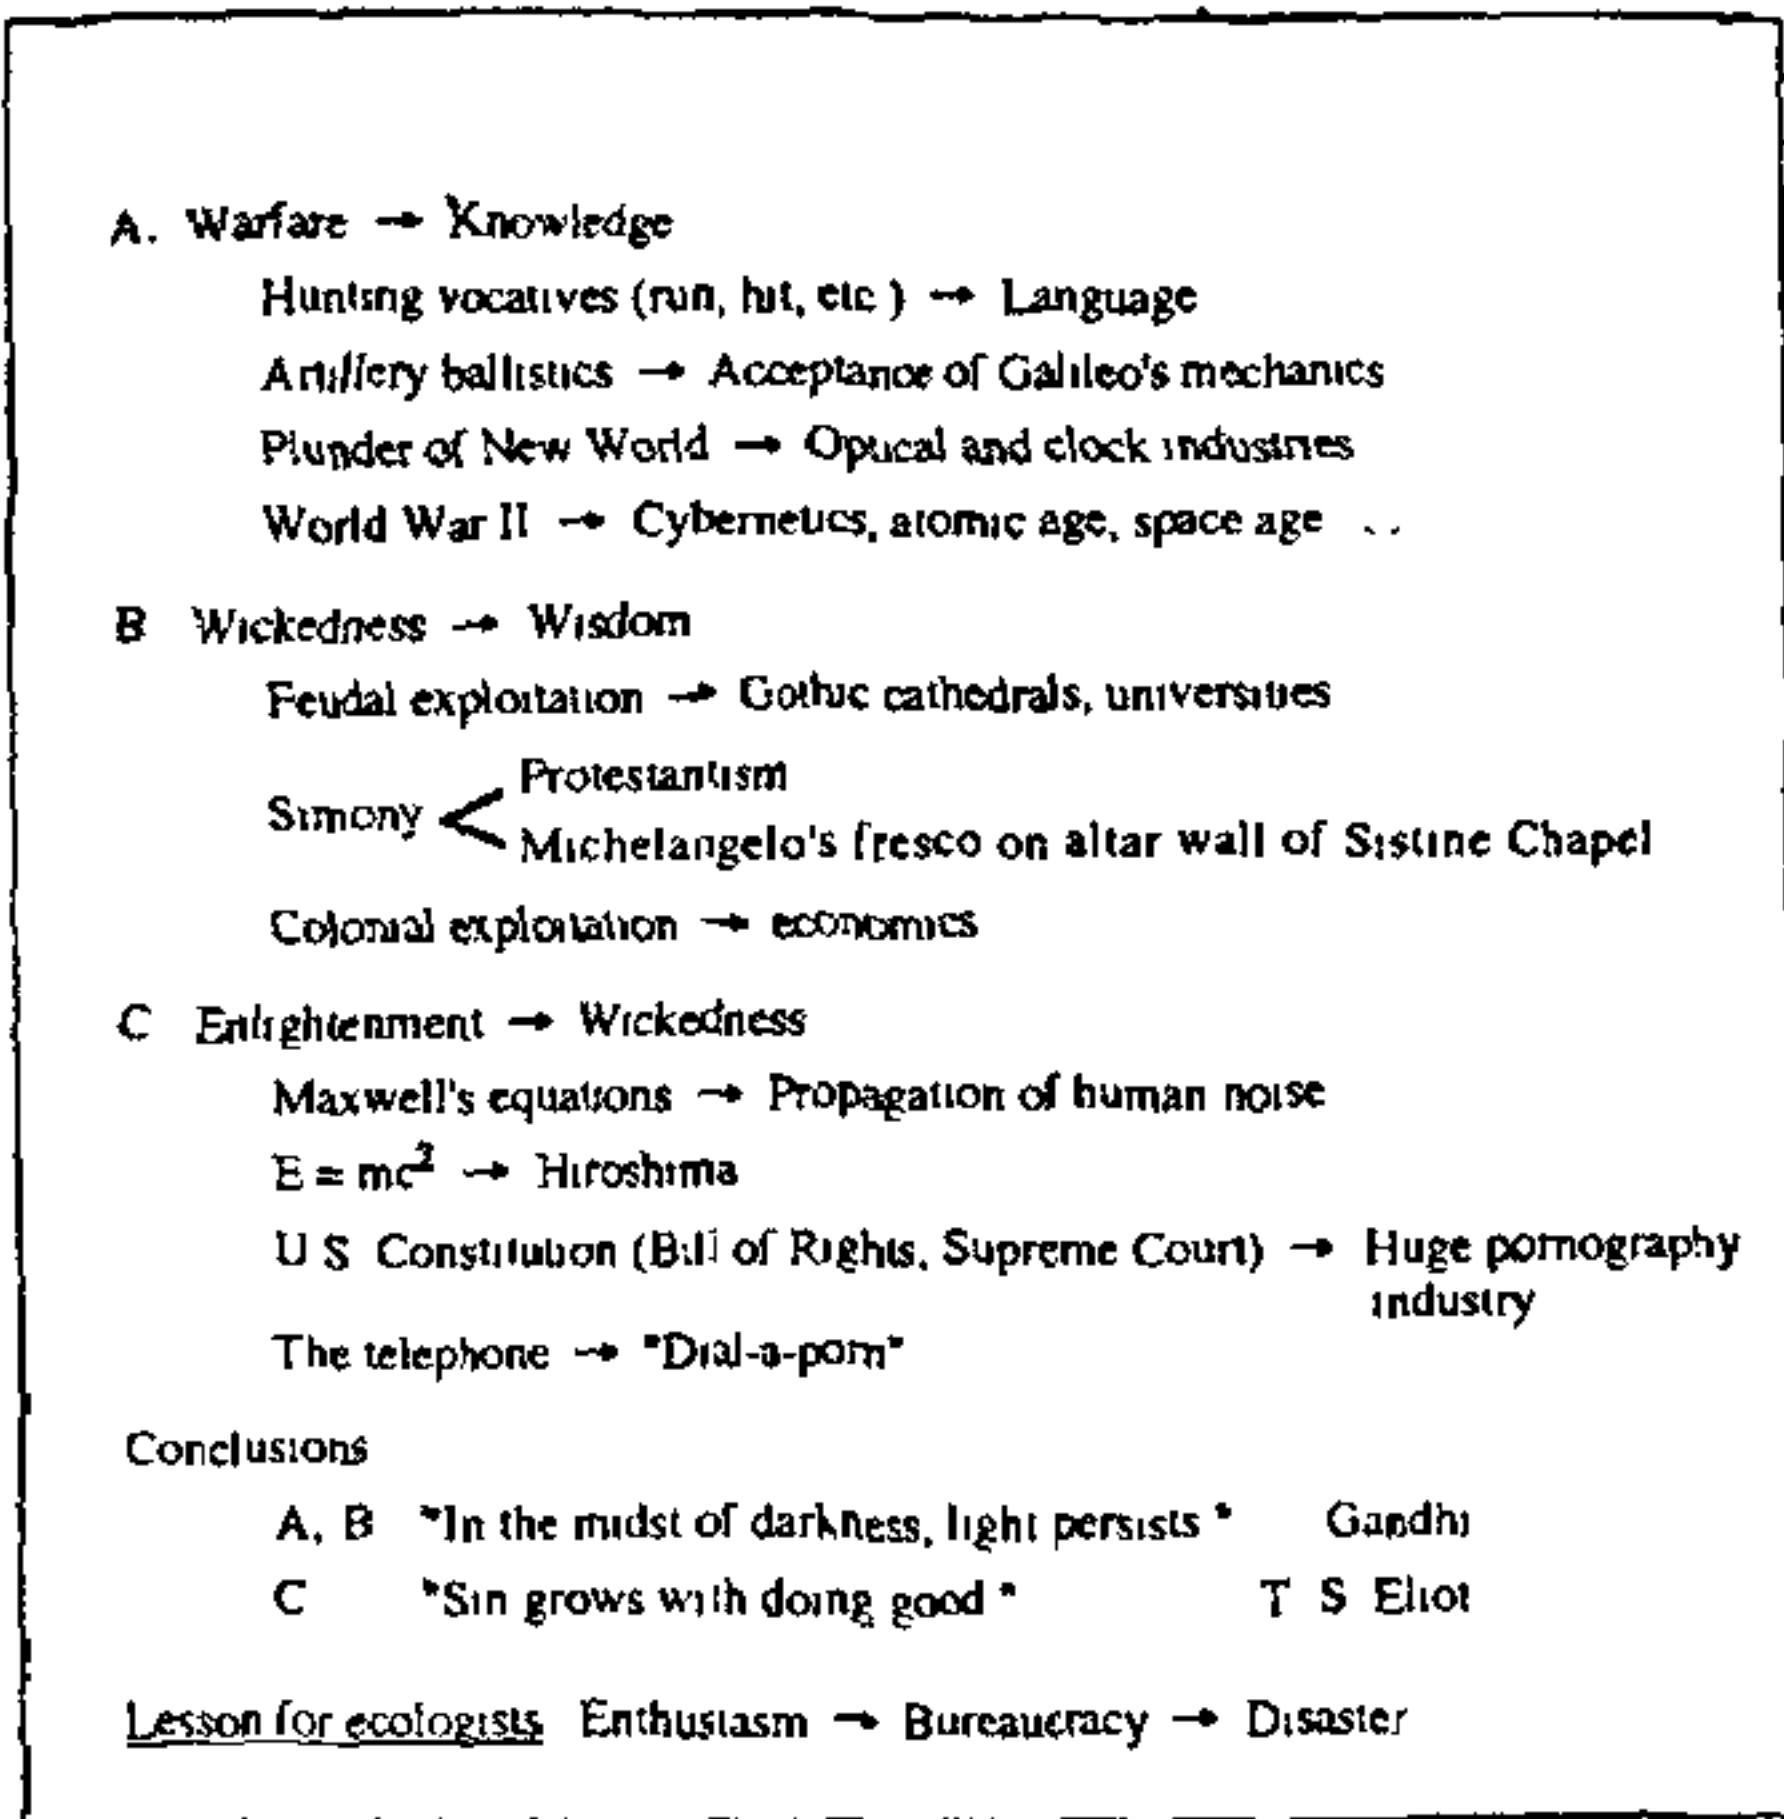 A. Warfare → Knowledge
Hunting vocatives (run, hit, etc ) → Language
Artillery ballistics → Acceptance of Galileo's mechanics
Plunder of New World → Optical and clock industries
World War II → Cybernetics, atomic age, space age ..
B Wickedness → Wisdom
Feudal exploitation → Gothic cathedrals, universities
Protestantism
Simony <
Michelangelo's fresco on altar wall of Sistine Chapel
Colonial exploitation → economics
C Enlightenment → Wickedness
Maxwell's equations → Propagation of human noise
E = mc² → Hiroshima
U S Constitution (Bill of Rights, Supreme Court) → Huge pornography
industry
The telephone → "Dial-a-porn"
Conclusions
A, B "In the midst of darkness, light persists " Gandhi
C "Sin grows with doing good " T S Eliot
Lesson for ecologists Enthusiasm → Bureaucracy → Disaster